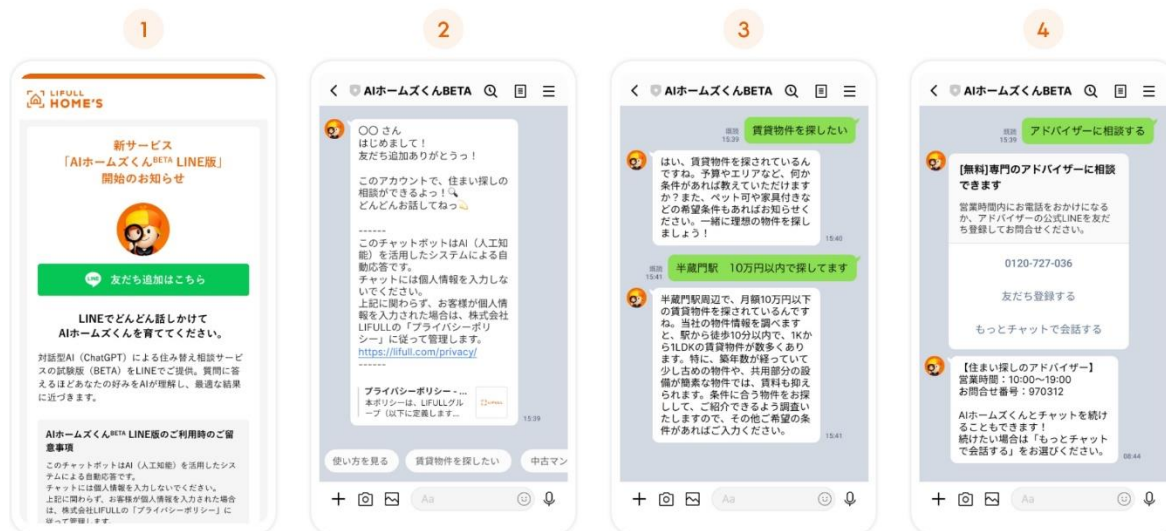 1
LIFULL
HOME'S
新サービス
「AIホームズくんBETA LINE版」
開始のお知らせ
LINE
友だち追加はこちら
LINEでどんどん話しかけて
AIホームズくんを育ててください。
対話型AI（ChatGPT）による住み替え相談サービ
スの試験版（BETA）をLINEでご提供。質問に答
えるほどあなたの好みをAIが理解し、最適な結果
に近づきます。
AIホームズくんBETA LINE版のご利用時のご留
意事項
このチャットボットはAI（人工知能）を活用したシス
テムによる自動応答です。
チャットには個人情報を入力しないでください。
上記に関わらず、お客様が個人情報を入力された場合
は、株式会社LIFULLの「プライバシーポリシー」に
従って管理します。
2
AIホームズくんBETA
〇〇 さん
はじめまして！
友だち追加ありがとうっ！
このアカウントで、住まい探しの
相談ができるよっ！
どんどんお話してねっ
------
このチャットボットはAI（人工知
能）を活用したシステムによる自
動応答です。
チャットには個人情報を入力しな
いでください。
上記に関わらず、お客様が個人情
報を入力された場合は、株式会社
LIFULLの「プライバシーポリ
シー」に従って管理します。
https://lifull.com/privacy/
------
プライバシーポリシー - ...
本ポリシーは、LIFULLグル
ープ（以下に定義します...
LIFULL
15:39
使い方を見る
賃貸物件を探したい
中古マン
Aa
3
AIホームズくんBETA
既読
15:39
賃貸物件を探したい
はい、賃貸物件を探されているん
ですね。予算やエリアなど、何か
条件があれば教えていただけます
か？また、ペット可や家具付きな
どの希望条件もあればお知らせく
ださい。一緒に理想の物件を探し
ましょう！
15:40
既読
15:41
半蔵門駅　10万円以内で探してます
半蔵門駅周辺で、月額10万円以下
の賃貸物件を探されているんです
ね。当社の物件情報を調べます
と、駅から徒歩10分以内で、1Kか
ら1LDKの賃貸物件が数多くあり
ます。特に、築年数が経っていて
少し古めの物件や、共用部分の設
備が簡素な物件では、賃料も抑え
られます。条件に合う物件をお探
しして、ご紹介できるよう調査い
たしますので、その他ご希望の条
件があればご入力ください。
15:41
Aa
4
AIホームズくんBETA
既読
15:39
アドバイザーに相談する
[無料]専門のアドバイザーに相談
できます
営業時間内にお電話をおかけになる
か、アドバイザーの公式LINEを友だ
ち登録してお問合せください。
0120-727-036
友だち登録する
もっとチャットで会話する
【住まい探しのアドバイザー】
営業時間：10:00〜19:00
お問合せ番号：970312
AIホームズくんとチャットを続け
ることもできます！
続けたい場合は「もっとチャット
で会話する」をお選びください。
08:44
Aa